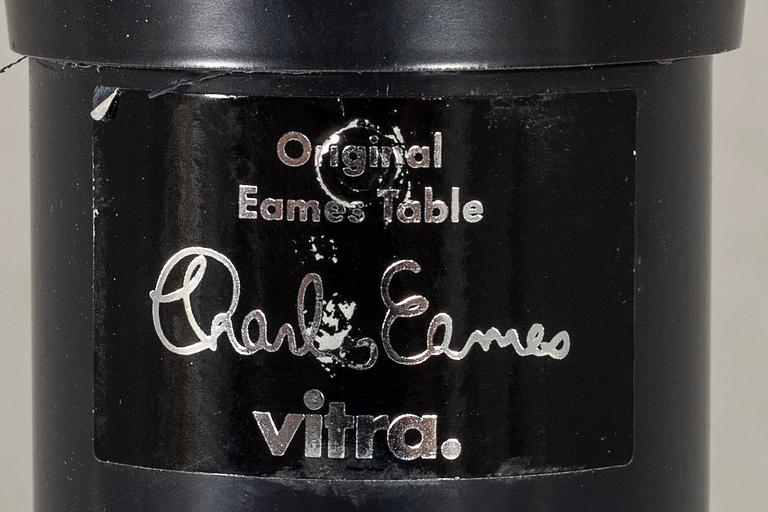 Original
Eames Table
Charles Eames
vitra.